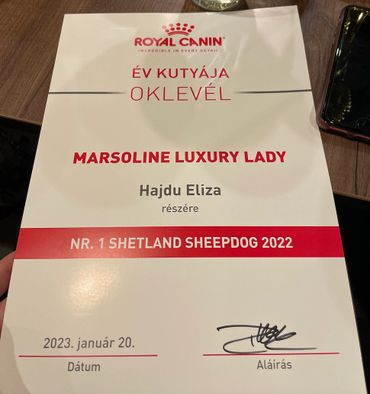 ROYAL CANIN
INCREDIBLE IN EVERY DETAIL
ÉV KUTYÁJA
OKLEVÉL
MARSOLINE LUXURY LADY
Hajdu Eliza
részére
NR. 1 SHETLAND SHEEPDOG 2022
2023. január 20.
Dátum
Aláírás